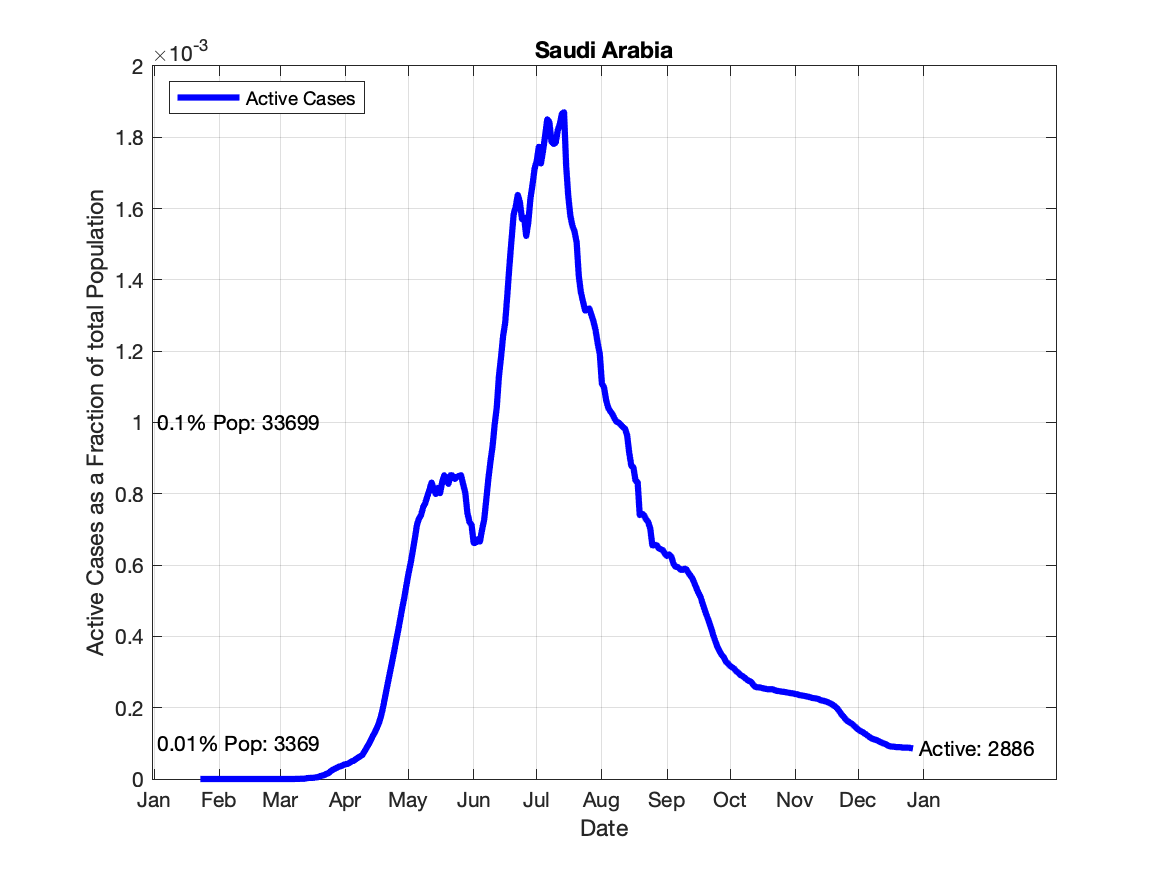 Saudi Arabia
×10-3
Active Cases
2
1.8
1.6
1.4
1.2
1
0.8
0.6
0.4
0.2
0
Active Cases as a Fraction of total Population
0.1% Pop: 33699
0.01% Pop: 3369
Active: 2886
Jan Feb Mar Apr May Jun Jul Aug Sep Oct Nov Dec Jan
Date